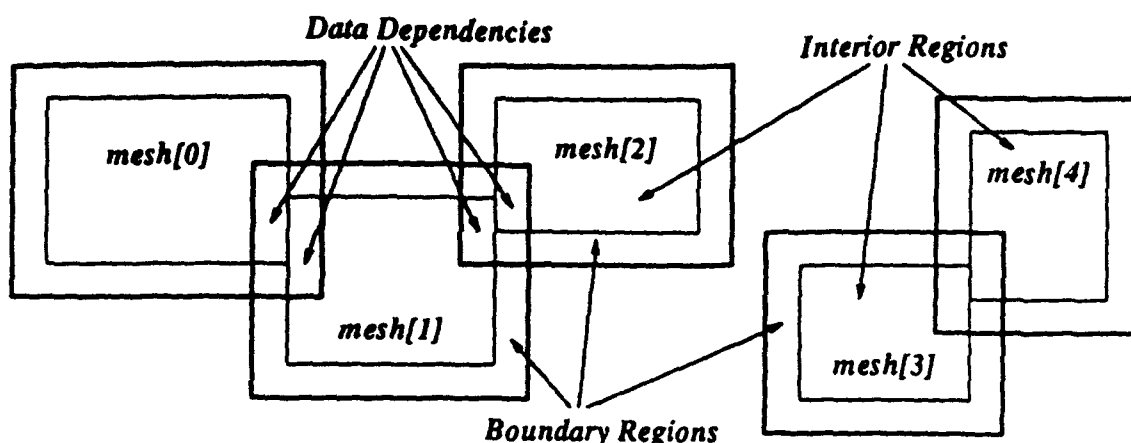 Data Dependencies
Interior Regions
mesh[0]
mesh[2]
mesh[4]
mesh[1]
mesh[3]
Boundary Regions